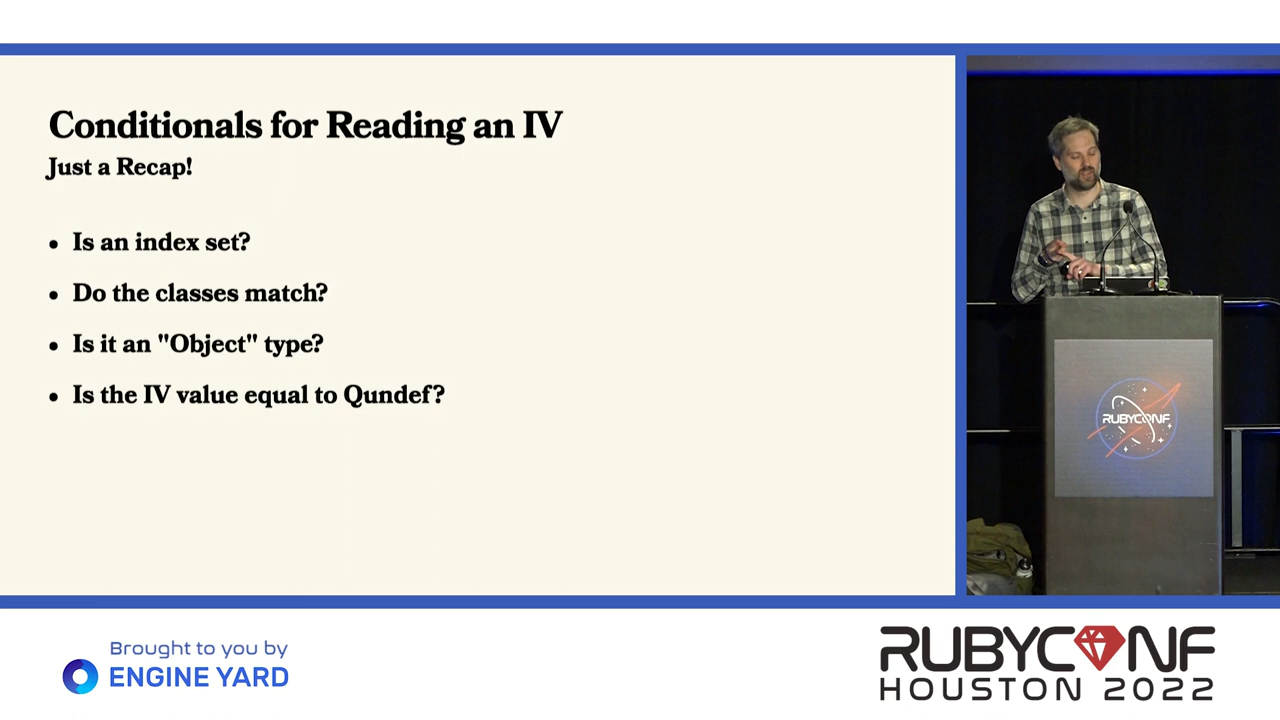 Conditionals for Reading an IV
Just a Recap!
• Is an index set?
• Do the classes match?
• Is it an "Object" type?
• Is the IV value equal to Qundef?
RUBYCONF
Brought to you by
ENGINE YARD
RUBYCONF
HOUSTON 2022